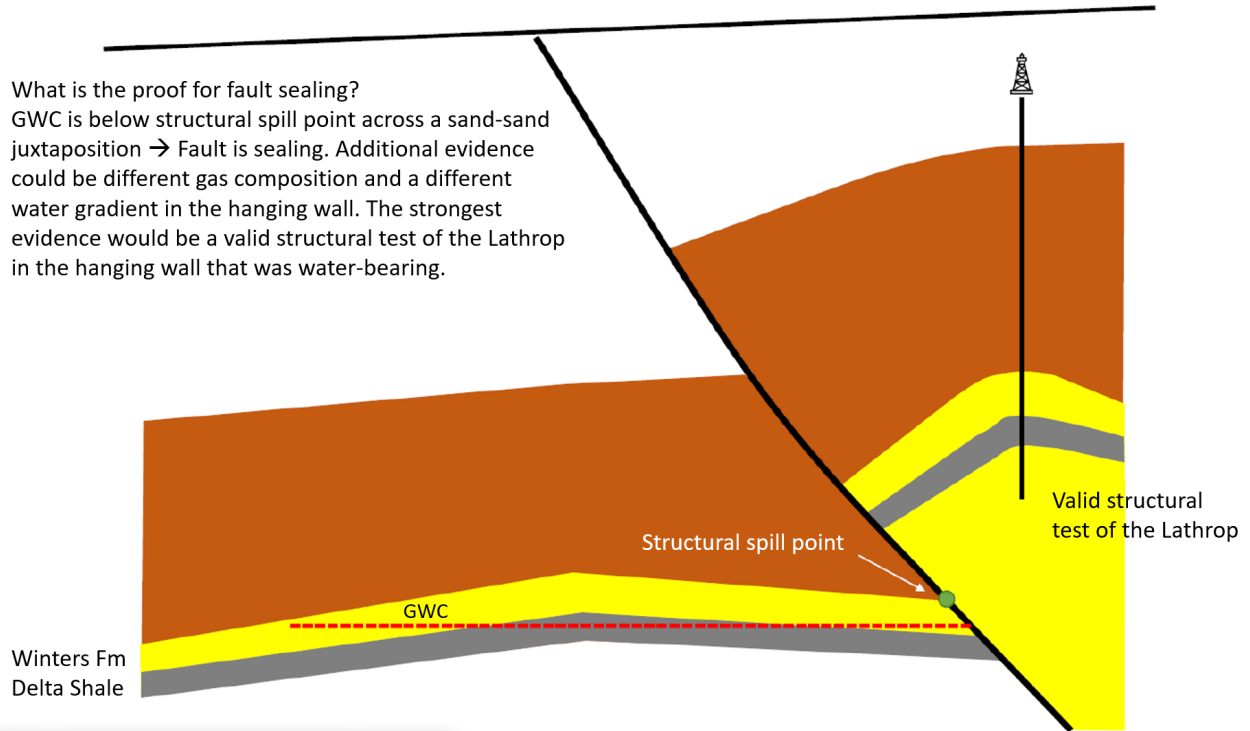 What is the proof for fault sealing?
GWC is below structural spill point across a sand-sand
juxtaposition → Fault is sealing. Additional evidence
could be different gas composition and a different
water gradient in the hanging wall. The strongest
evidence would be a valid structural test of the Lathrop
in the hanging wall that was water-bearing.
Valid structural
test of the Lathrop
Structural spill point
GWC
Winters Fm
Delta Shale